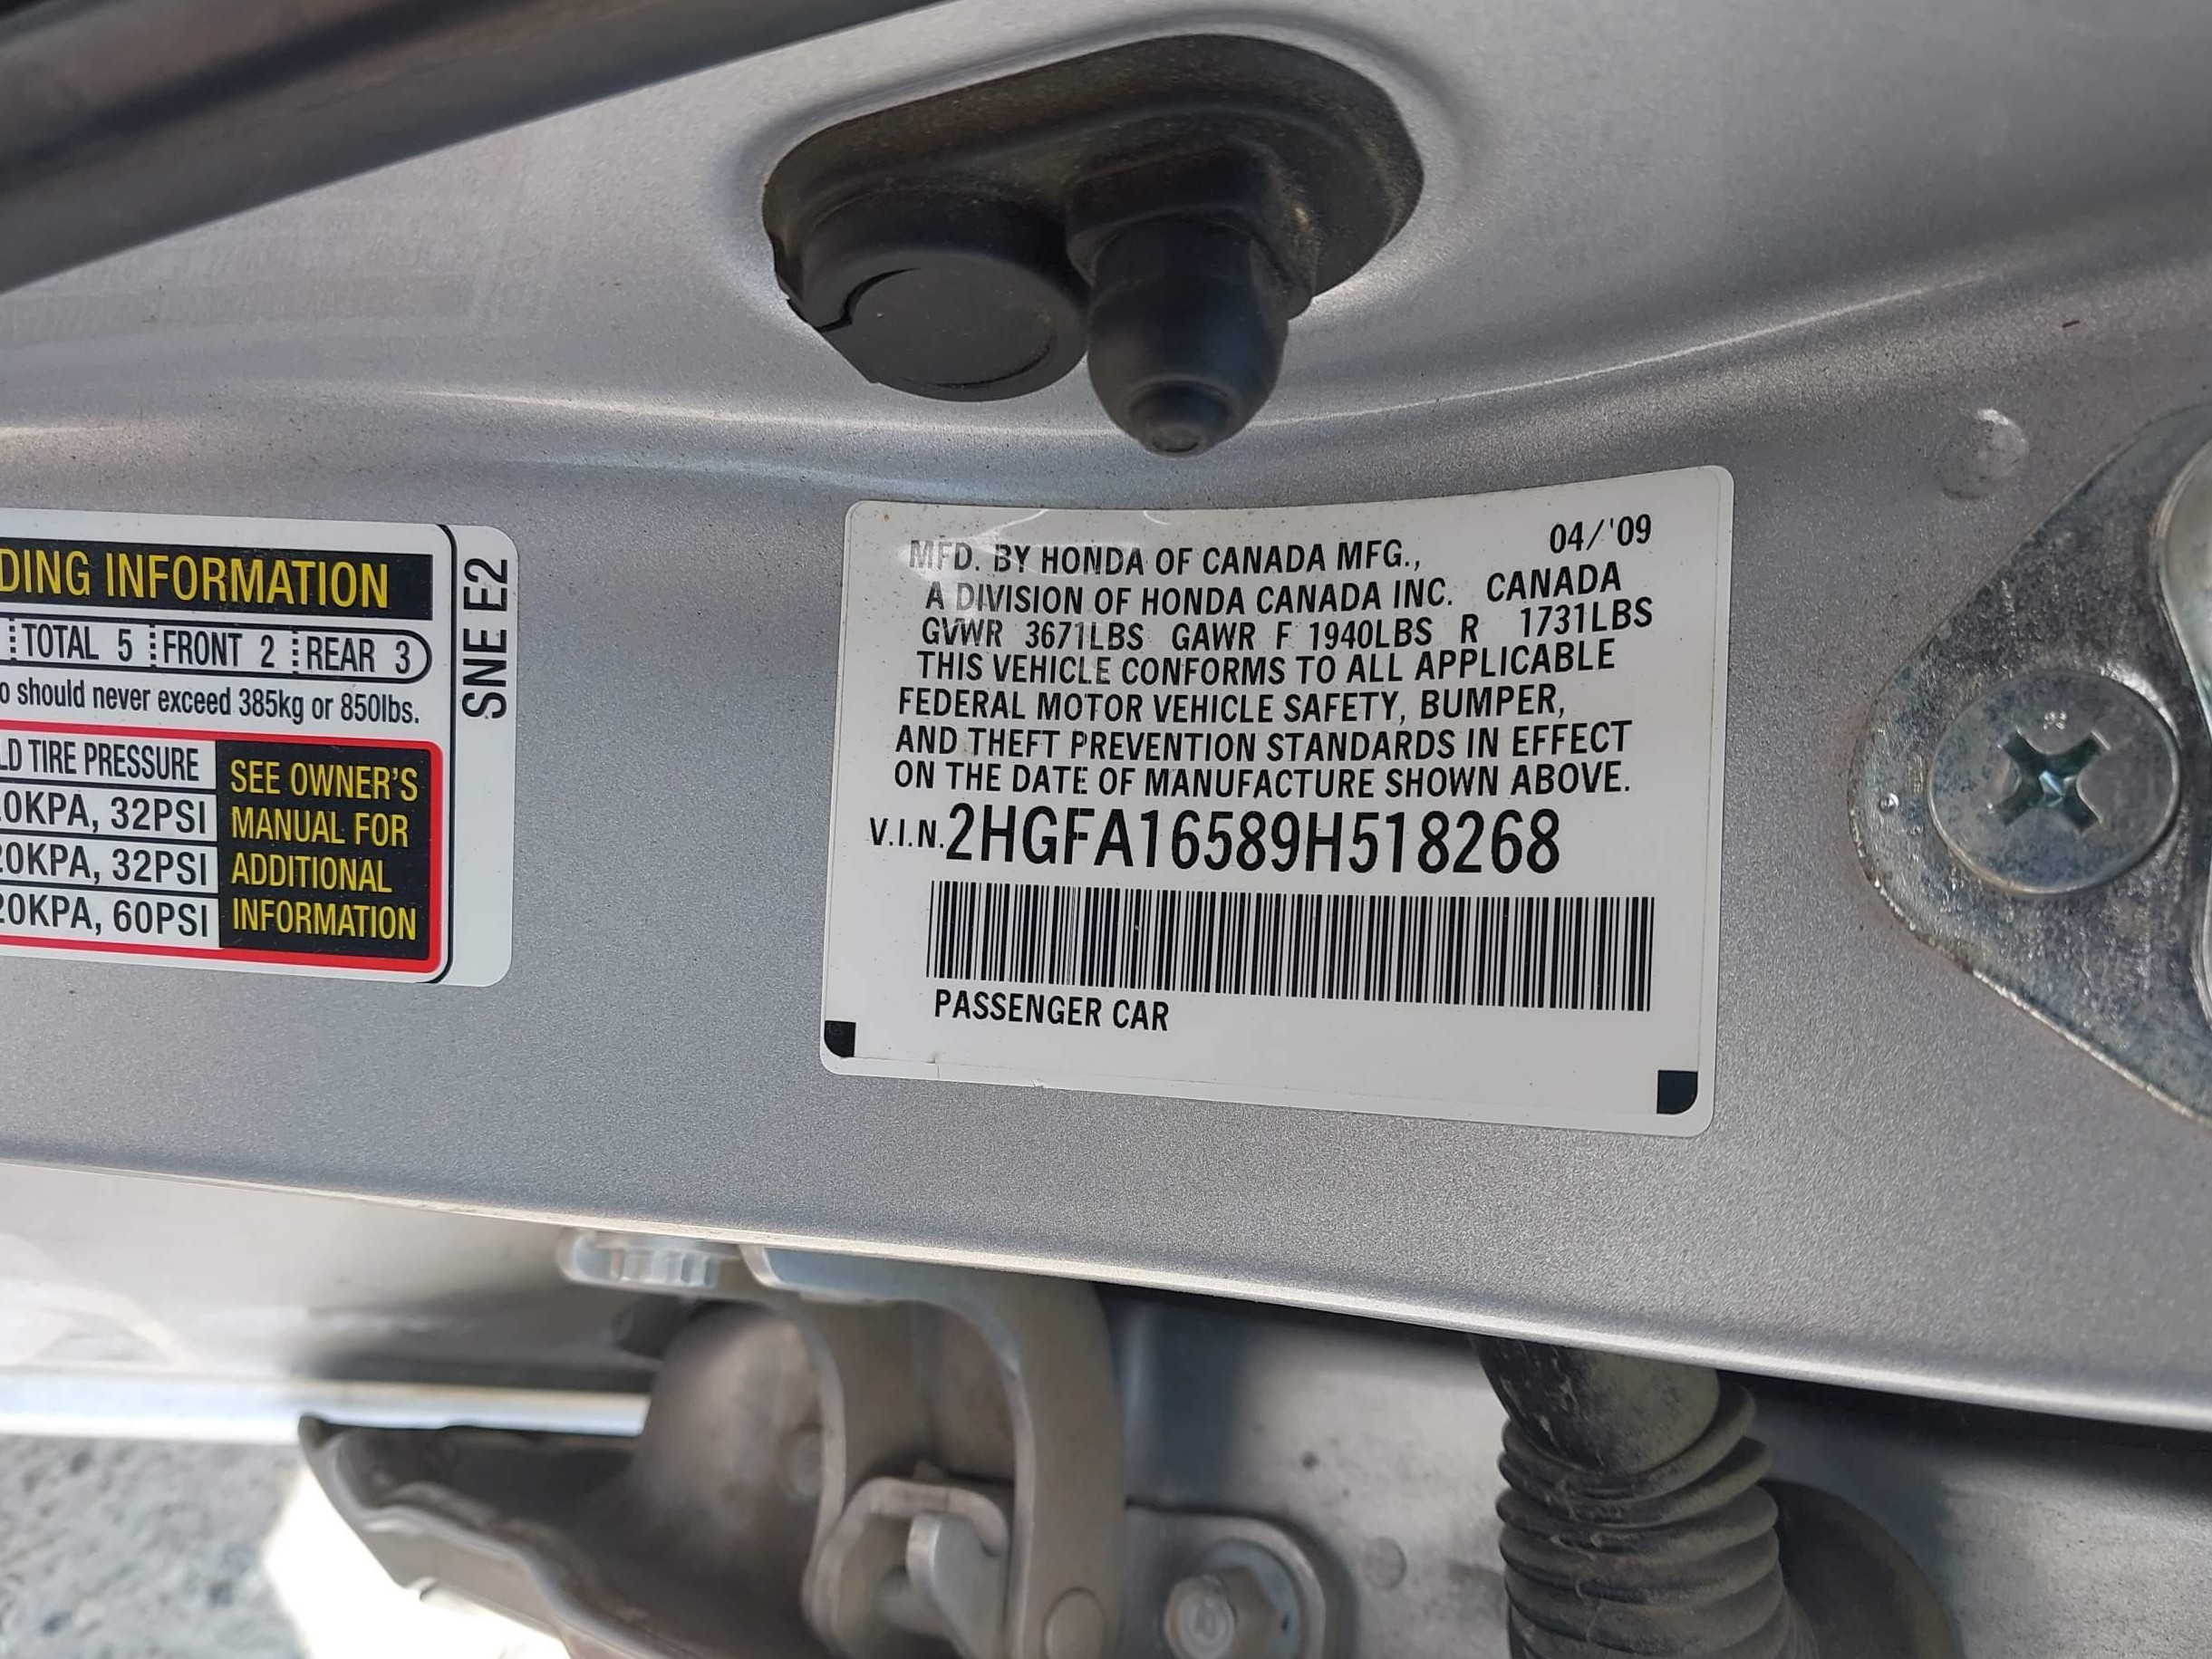 DING INFORMATION
TOTAL 5 FRONT 2 REAR 3
should never exceed 385kg or 850lbs.
TIRE PRESSURE
KPA, 32PSI
20KPA, 32PSI
20KPA, 60PSI
SEE OWNER'S
MANUAL FOR
ADDITIONAL
INFORMATION
SNE E2
MFD. BY HONDA OF CANADA MFG., 04/'09
A DIVISION OF HONDA CANADA INC. CANADA
GVWR 3671LBS GAWR F 1940LBS R 1731LBS
THIS VEHICLE CONFORMS TO ALL APPLICABLE
FEDERAL MOTOR VEHICLE SAFETY, BUMPER,
AND THEFT PREVENTION STANDARDS IN EFFECT
ON THE DATE OF MANUFACTURE SHOWN ABOVE.
V.I.N. 2HGFA16589H518268
PASSENGER CAR